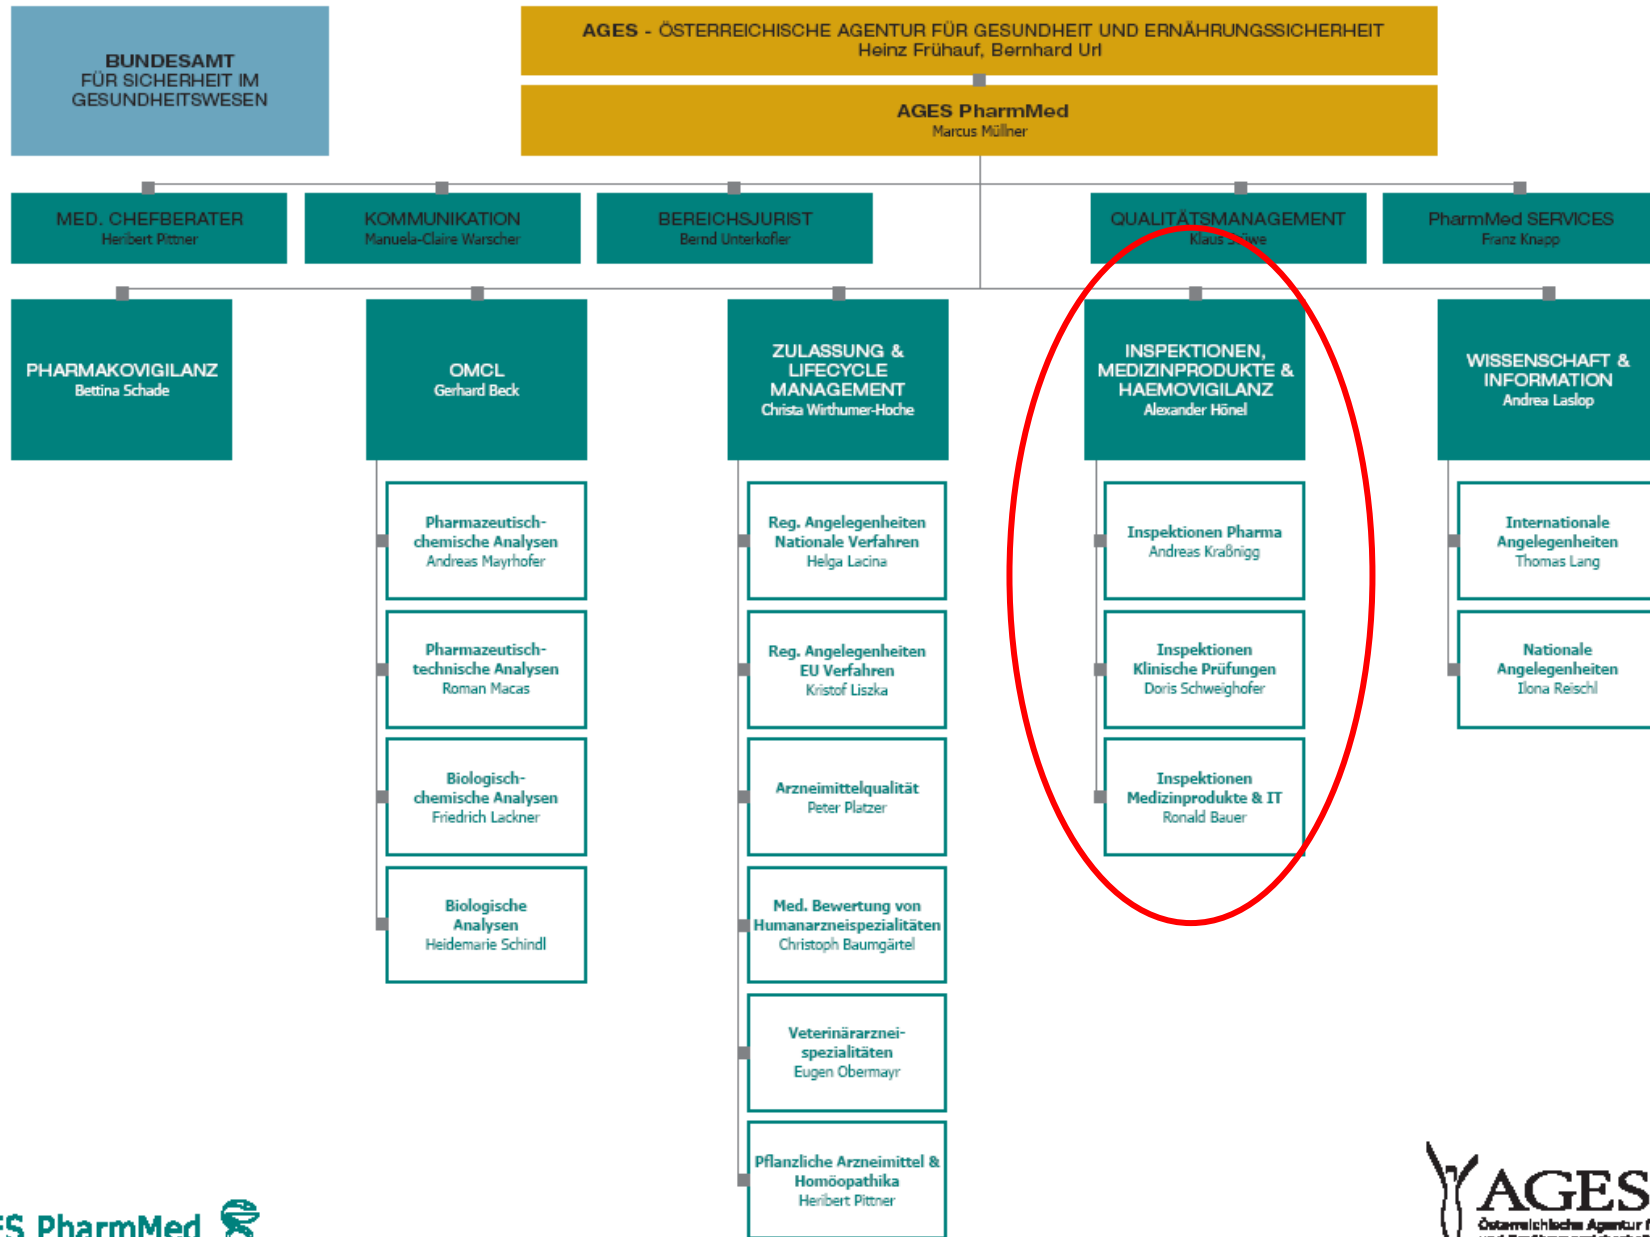 BUNDESAMT
FÜR SICHERHEIT IM
GESUNDHEITSWESEN
AGES - ÖSTERREICHISCHE AGENTUR FÜR GESUNDHEIT UND ERNÄHRUNGSSICHERHEIT
Heinz Frühauf, Bernhard Url
AGES PharmMed
Marcus Müllner
MED. CHEFBERATER
Heribert Pittner
KOMMUNIKATION
Manuela-Claire Warscher
BEREICHSJURIST
Bernd Unterkofler
QUALITÄTSMANAGEMENT
Klaus
PharmMed SERVICES
Franz Knapp
PHARMAKOVIGILANZ
Bettina Schade
OMCL
Gerhard Beck
ZULASSUNG &
LIFECYCLE
MANAGEMENT
Christa Wirthumer-Hoche
INSPEKTIONEN,
MEDIZINPRODUKTE &
HAEMOVIGILANZ
Alexander Hönel
WISSENSCHAFT &
INFORMATION
Andrea Laslop
Pharmazeutisch-
chemische Analysen
Andreas Mayrhofer
Pharmazeutisch-
technische Analysen
Roman Macas
Biologisch-
chemische Analysen
Friedrich Lackner
Biologische
Analysen
Heidemarie Schindl
Reg. Angelegenheiten
Nationale Verfahren
Helga Lacina
Reg. Angelegenheiten
EU Verfahren
Kristof Liszka
Arzneimittelqualität
Peter Platzer
Med. Bewertung von
Humanarzneispezialitäten
Christoph Baumgärtel
Veterinärarznei-
spezialitäten
Eugen Obermayr
Pflanzliche Arzneimittel &
Homöopathika
Heribert Pittner
Inspektionen Pharma
Andreas Kraßnigg
Inspektionen
Klinische Prüfungen
Doris Schweighofer
Inspektionen
Medizinprodukte & IT
Ronald Bauer
Internationale
Angelegenheiten
Thomas Lang
Nationale
Angelegenheiten
Ilona Reischl
ES PharmMed
AGES
Österreichische Agentur f